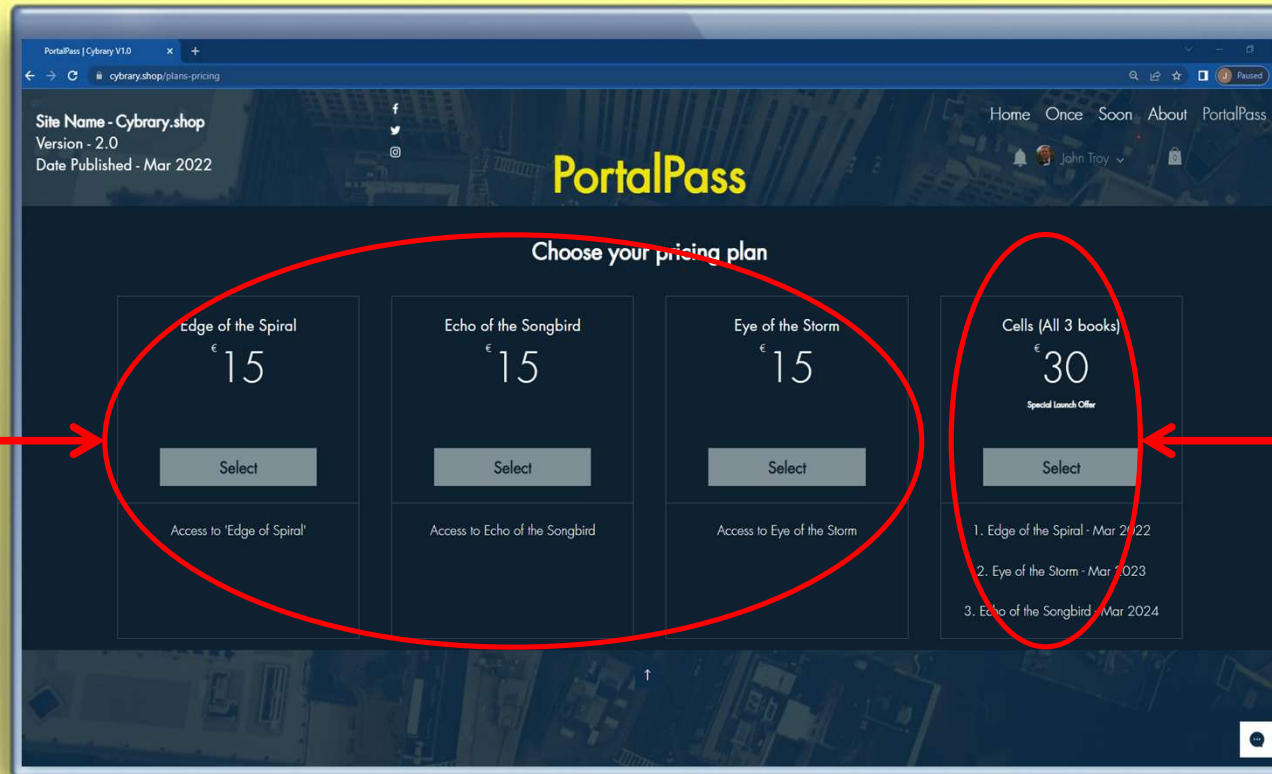 PortalPass | Cybrary V1.0
cybrary.shop/plans-pricing
J Paused
Site Name - Cybrary.shop
Version - 2.0
Date Published - Mar 2022
Home Once Soon About PortalPass
John Troy
0
PortalPass
Choose your pricing plan
Edge of the Spiral
€ 15
Select
Access to 'Edge of Spiral'
Echo of the Songbird
€ 15
Select
Access to Echo of the Songbird
Eye of the Storm
€ 15
Select
Access to Eye of the Storm
Cells (All 3 books)
€ 30
Special Launch Offer
Select
1. Edge of the Spiral - Mar 2022
2. Eye of the Storm - Mar 2023
3. Echo of the Songbird - Mar 2024